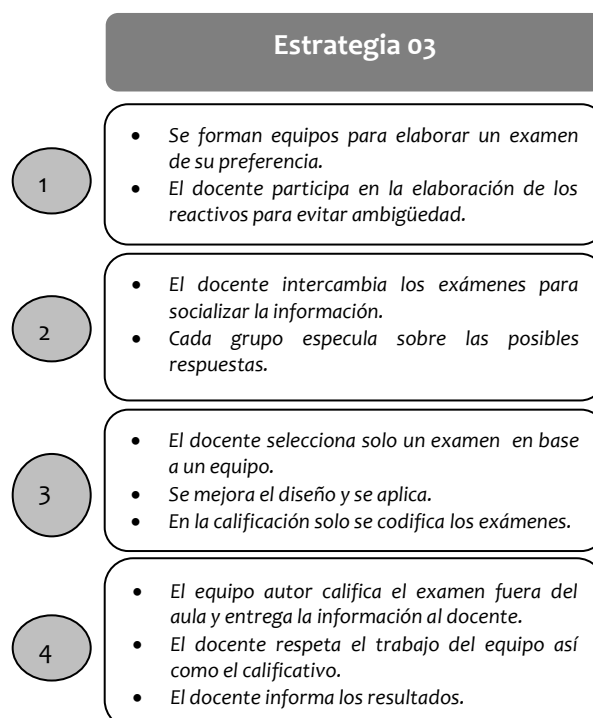 Estrategia 03
1
• Se forman equipos para elaborar un examen
de su preferencia.
• El docente participa en la elaboración de los
reactivos para evitar ambigüedad.
2
• El docente intercambia los exámenes para
socializar la información.
• Cada grupo especula sobre las posibles
respuestas.
3
• El docente selecciona solo un examen en base
a un equipo.
• Se mejora el diseño y se aplica.
• En la calificación solo se codifica los exámenes.
4
• El equipo autor califica el examen fuera del
aula y entrega la información al docente.
• El docente respeta el trabajo del equipo así
como el calificativo.
• El docente informa los resultados.